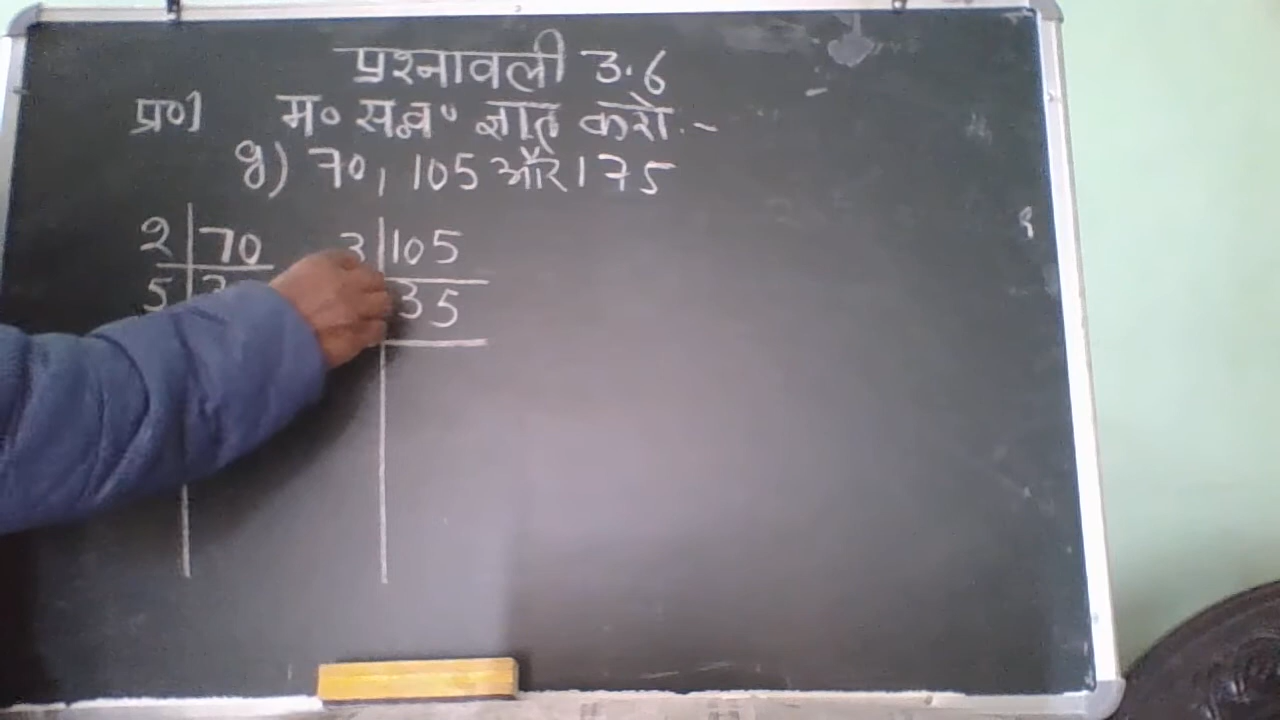 प्रश्नावली 3.6
प्र०1 म० स० ज्ञात करो :-
g) 70, 105 और 175
2 | 70 3 | 105
5 | 3 35